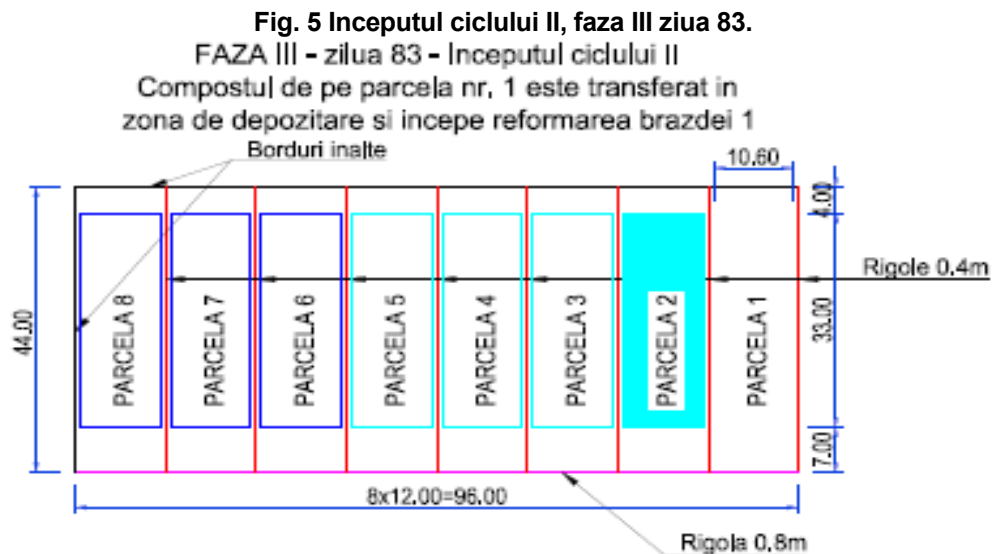 Fig. 5 Inceputul ciclului II, faza III ziua 83.
FAZA III - zilua 83 - Inceputul ciclului II
Compostul de pe parcela nr. 1 este transferat in
zona de depozitare si incepe reformarea brazdei 1
Borduri inalte
10.60
4.00
Rigole 0.4m
44.00
PARCELA 8
PARCELA 7
PARCELA 6
PARCELA 5
PARCELA 4
PARCELA 3
PARCELA 2
PARCELA 1
33.00
7.00
8x12.00=96.00
Rigola 0.8m